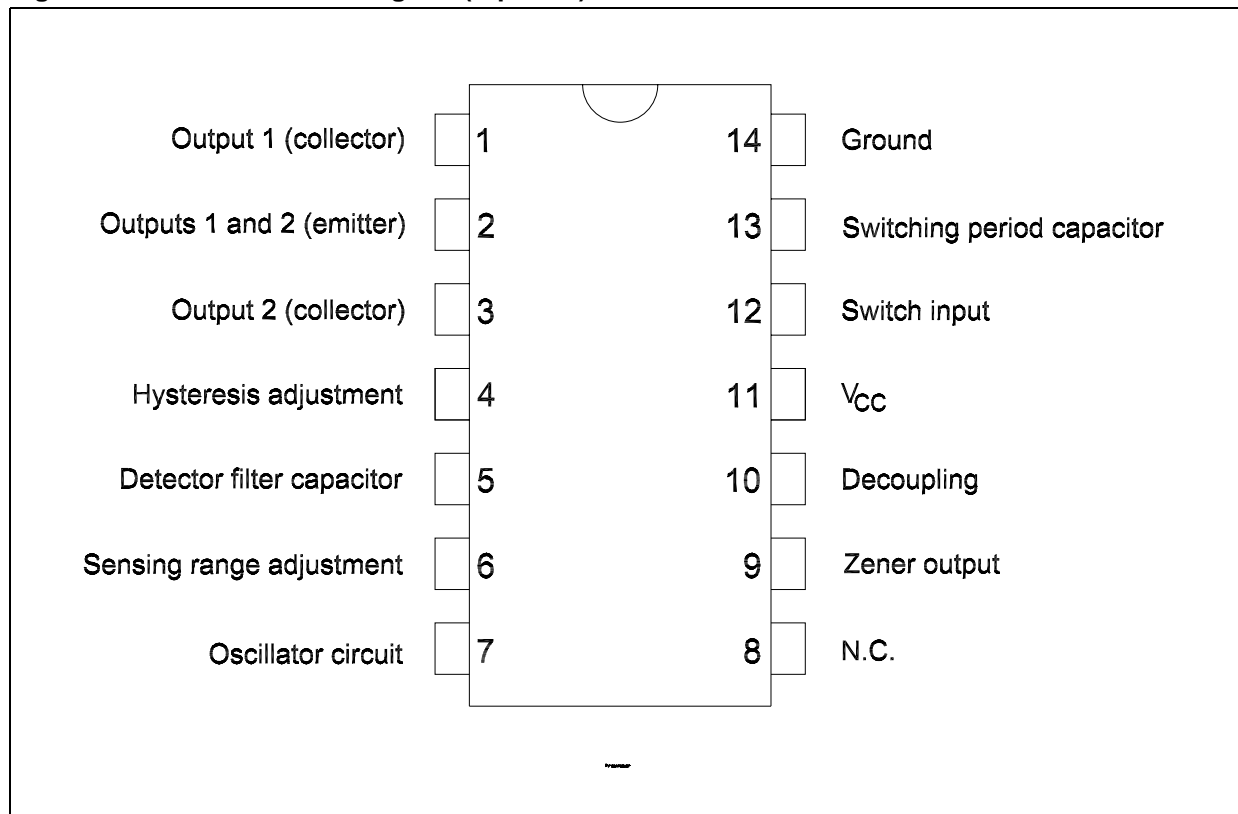 Output 1 (collector) 1 14 Ground
Outputs 1 and 2 (emitter) 2 13 Switching period capacitor
Output 2 (collector) 3 12 Switch input
Hysteresis adjustment 4 11 VCC
Detector filter capacitor 5 10 Decoupling
Sensing range adjustment 6 9 Zener output
Oscillator circuit 7 8 N.C.